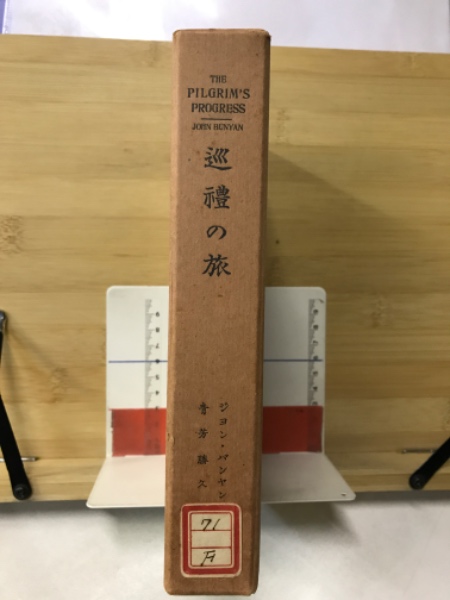 THE
PILGRIM'S
PROGRESS
JOHN BUNYAN
巡禮の旅
ジヨン・バンヤン
青芳勝久
71